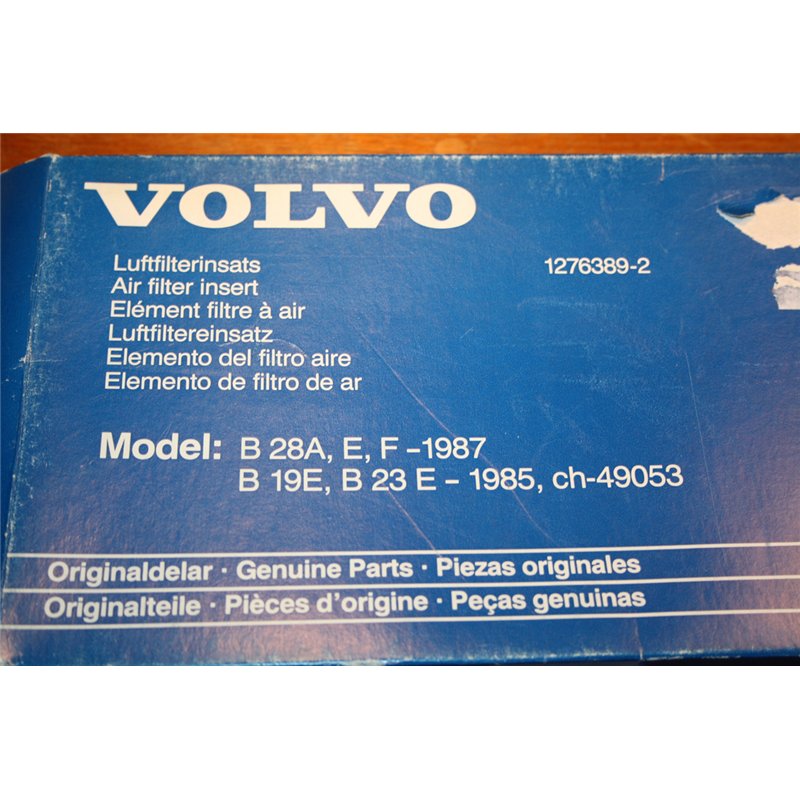 VOLVO
Luftfilterinsats 1276389-2
Air filter insert
Elément filtre à air
Luftfiltereinsatz
Elemento del filtro aire
Elemento de filtro de ar
Model: B 28A, E, F -1987
B 19E, B 23 E - 1985, ch-49053
Originaldelar · Genuine Parts · Piezas originales
Originalteile · Pièces d'origine · Peças genuinas